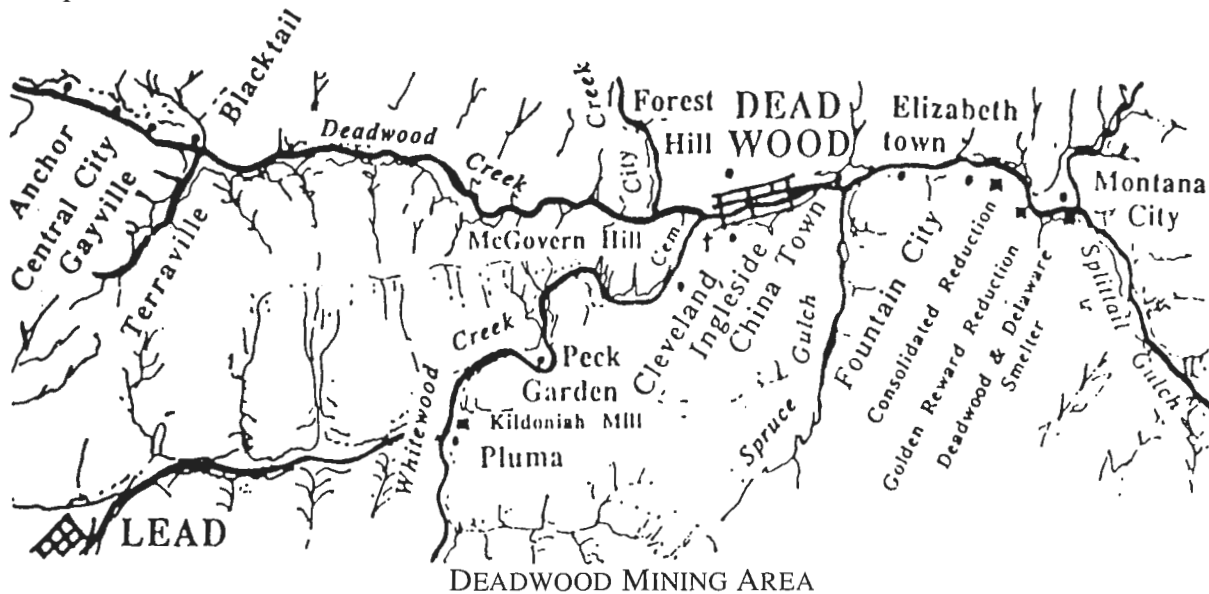 Blacktail
Anchor
Central City
Gayville
Terraville
Deadwood
Creek
City
Creek
Forest
Hill
DEAD
WOOD
Elizabeth
town
Montana
City
McGovern Hill
Cem.
Cleveland
Ingleside
China Town
Fountain City
Consolidated Reduction
Golden Reward Reduction
Deadwood & Delaware
Smelter
Splittail
Gulch
Spruce
Gulch
Whitewood
Creek
Peck
Garden
Kildoniah Mill
Pluma
LEAD
DEADWOOD MINING AREA